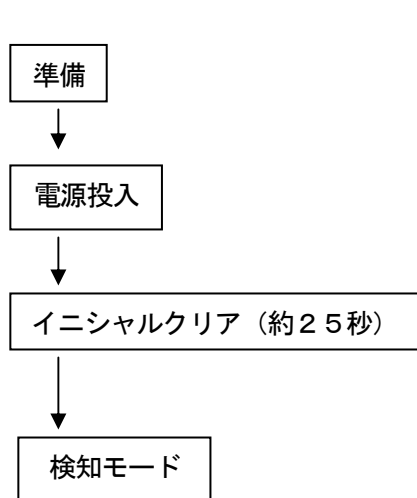 準備
電源投入
イニシャルクリア（約２５秒）
検知モード